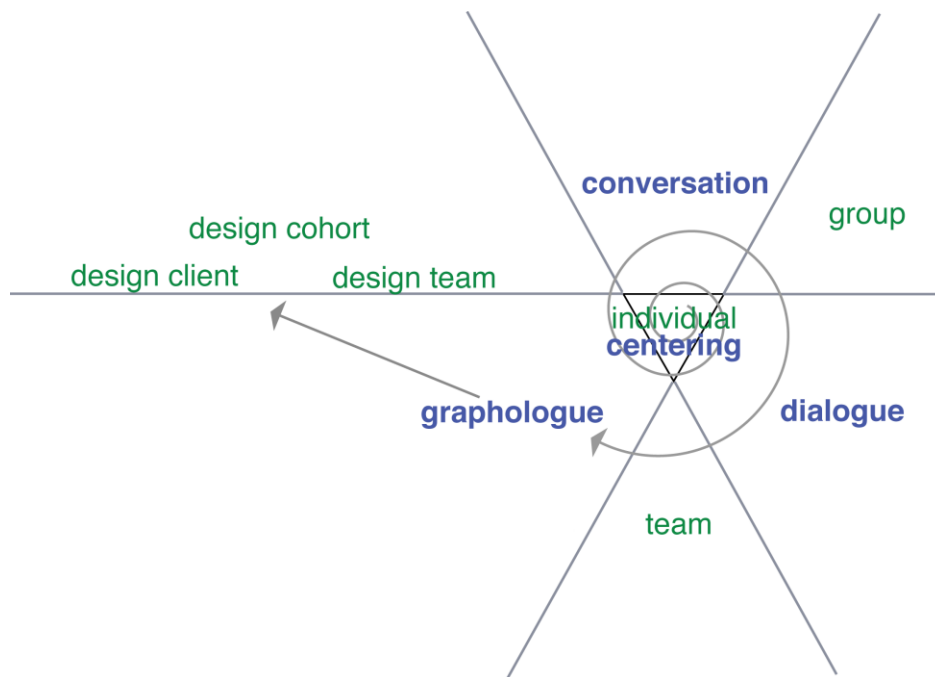 conversation
group
design cohort
design client
design team
individual
centering
graphologue
dialogue
team